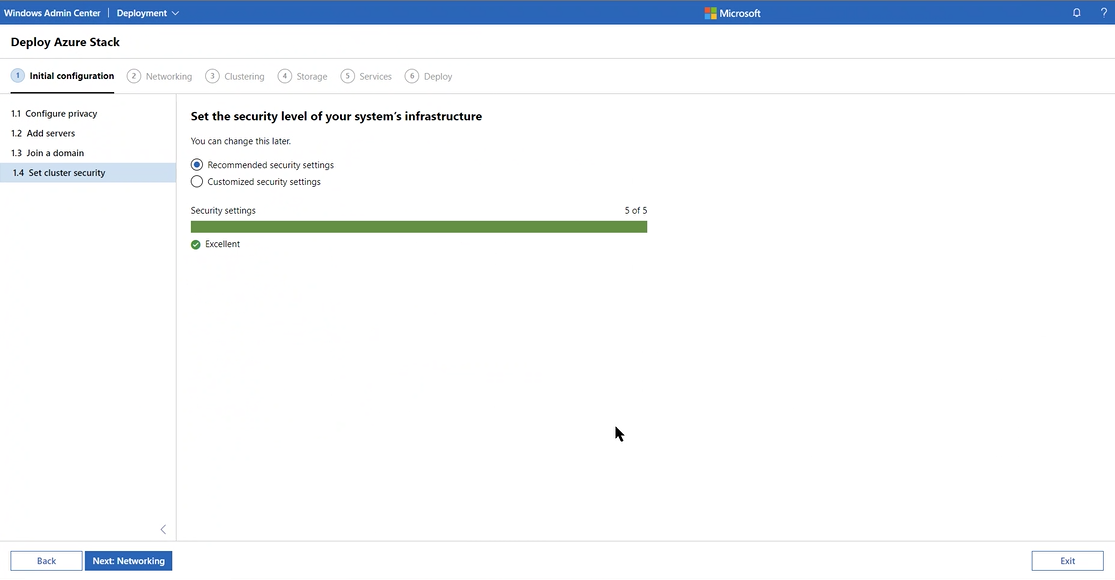 Windows Admin Center | Deployment Microsoft ?
Deploy Azure Stack
1 Initial configuration 2 Networking 3 Clustering 4 Storage 5 Services 6 Deploy
1.1 Configure privacy
1.2 Add servers
1.3 Join a domain
1.4 Set cluster security
Set the security level of your system's infrastructure
You can change this later.
Recommended security settings
Customized security settings
Security settings 5 of 5
Excellent
Back Next: Networking Exit